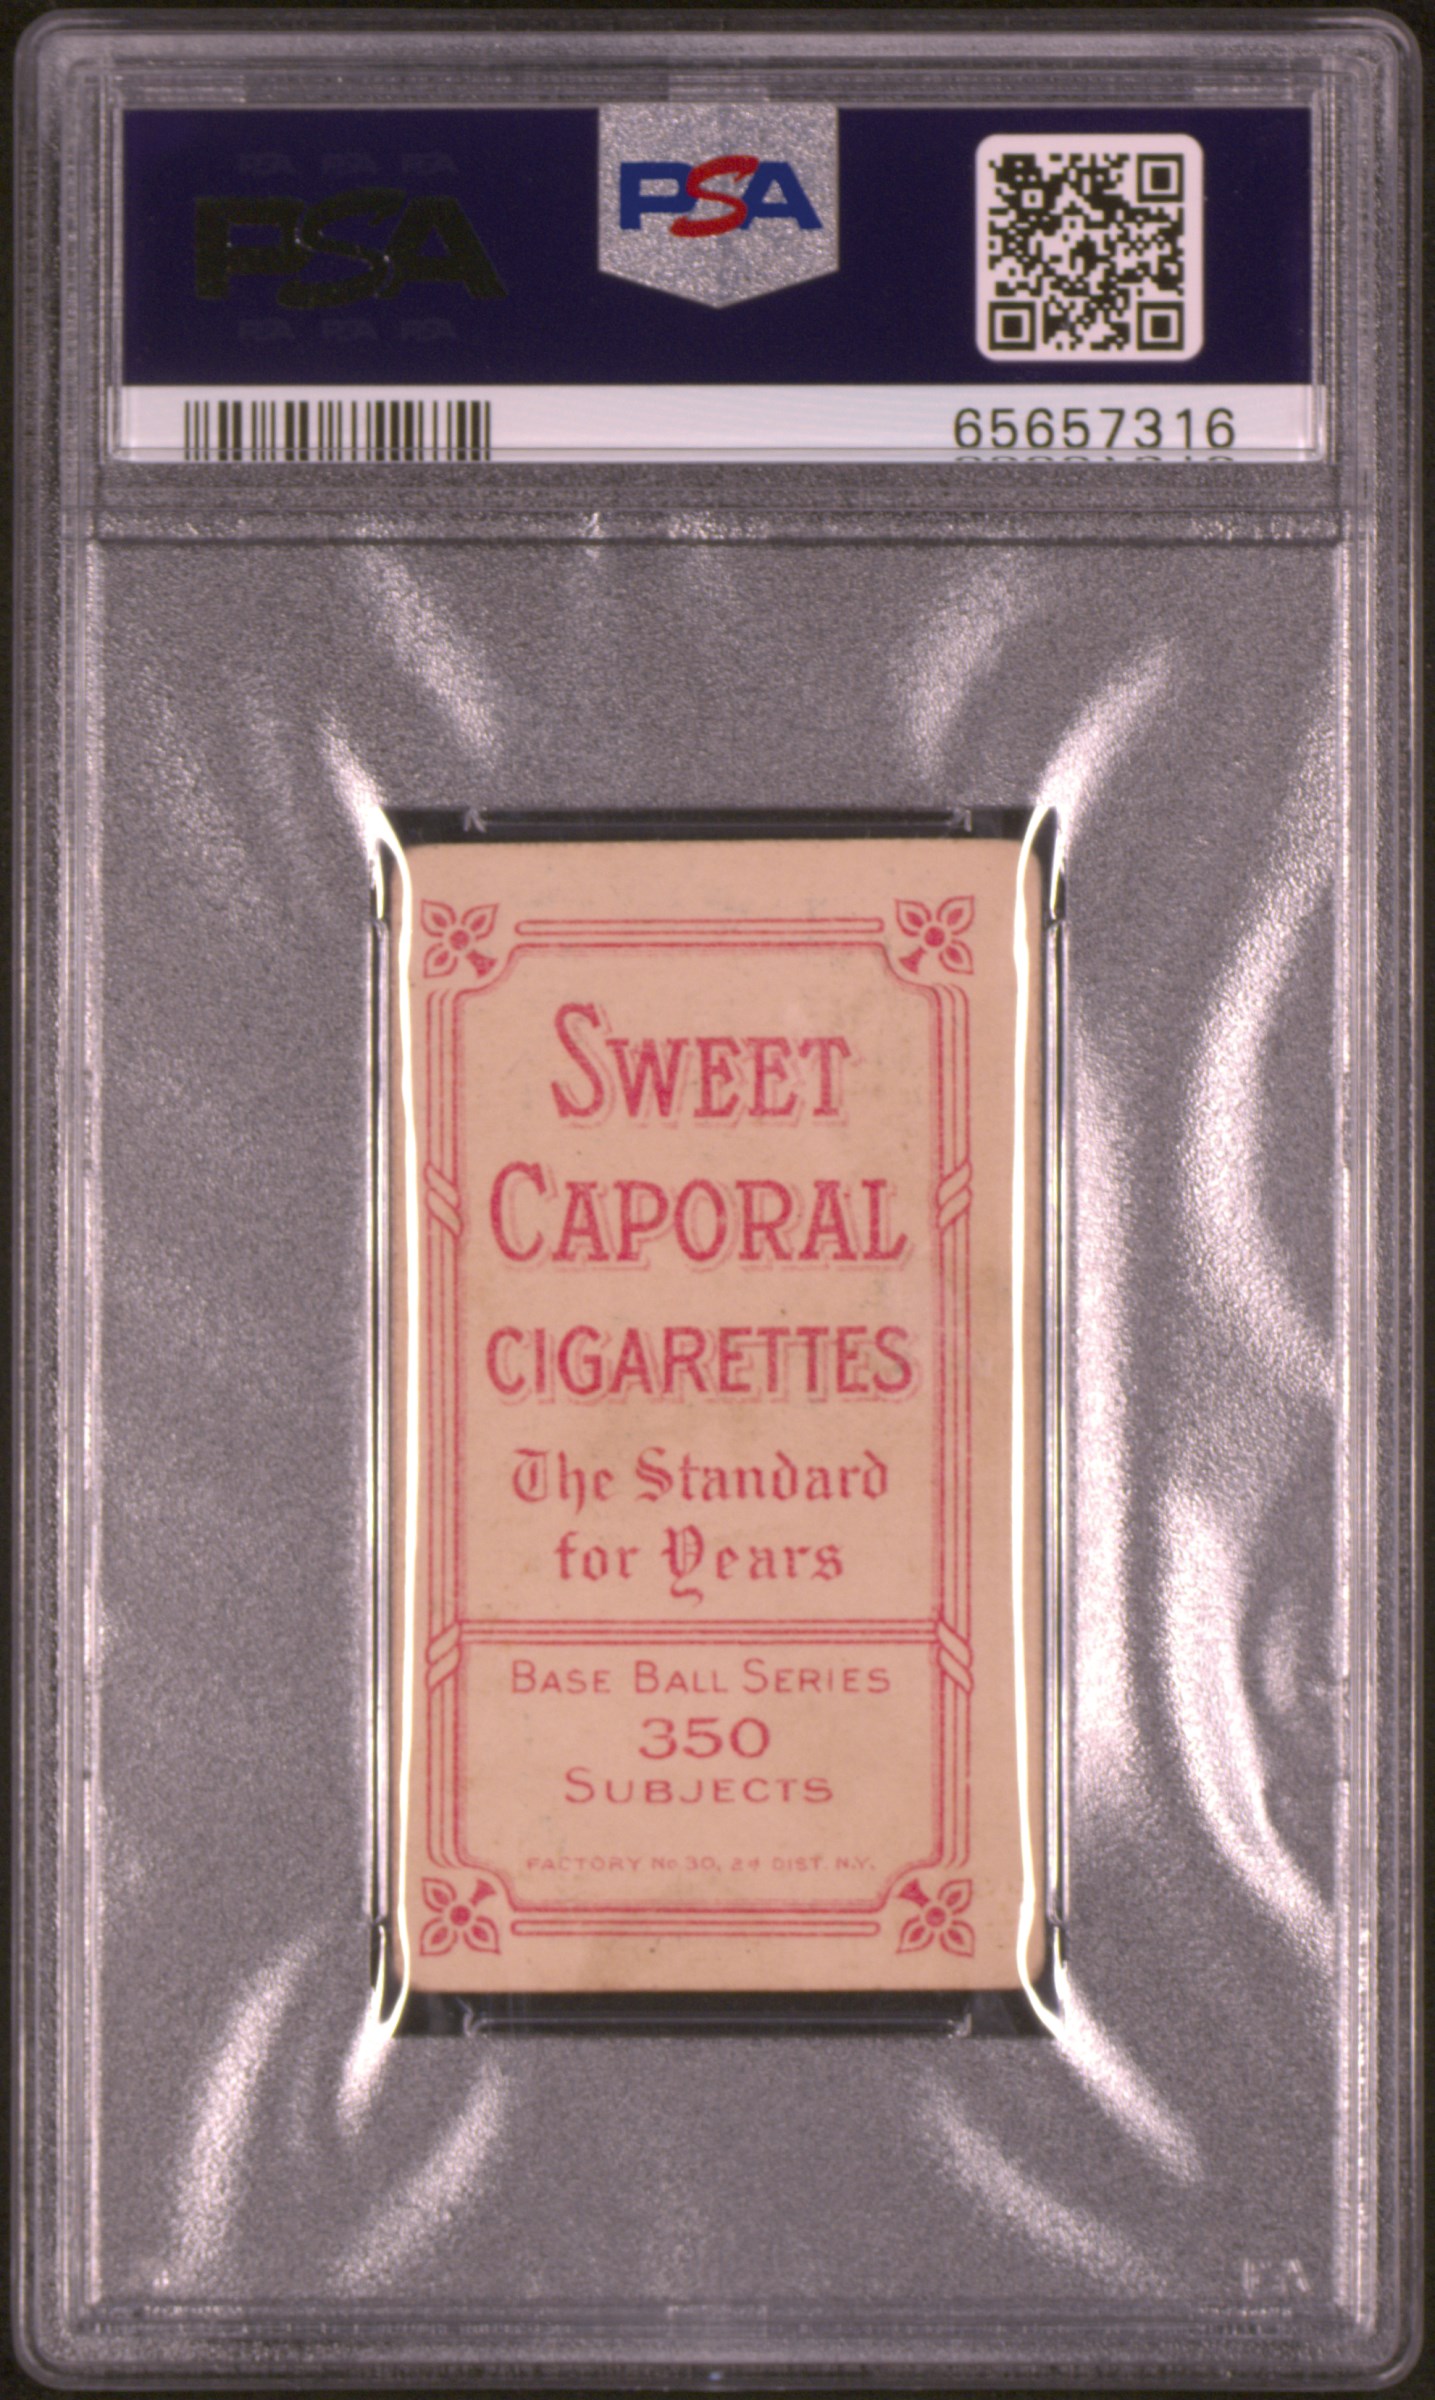 PSA
PSA
65657316
SWEET
CAPORAL
CIGARETTES
The Standard
for Years
BASE BALL SERIES
350
SUBJECTS
FACTORY No 30, 2d DIST. N.Y.